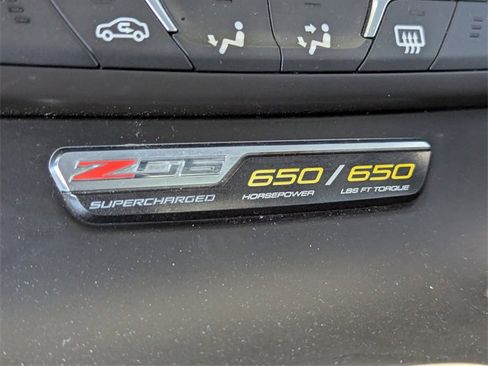 Z06 650 / 650
SUPERCHARGED HORSEPOWER LBS FT TORQUE